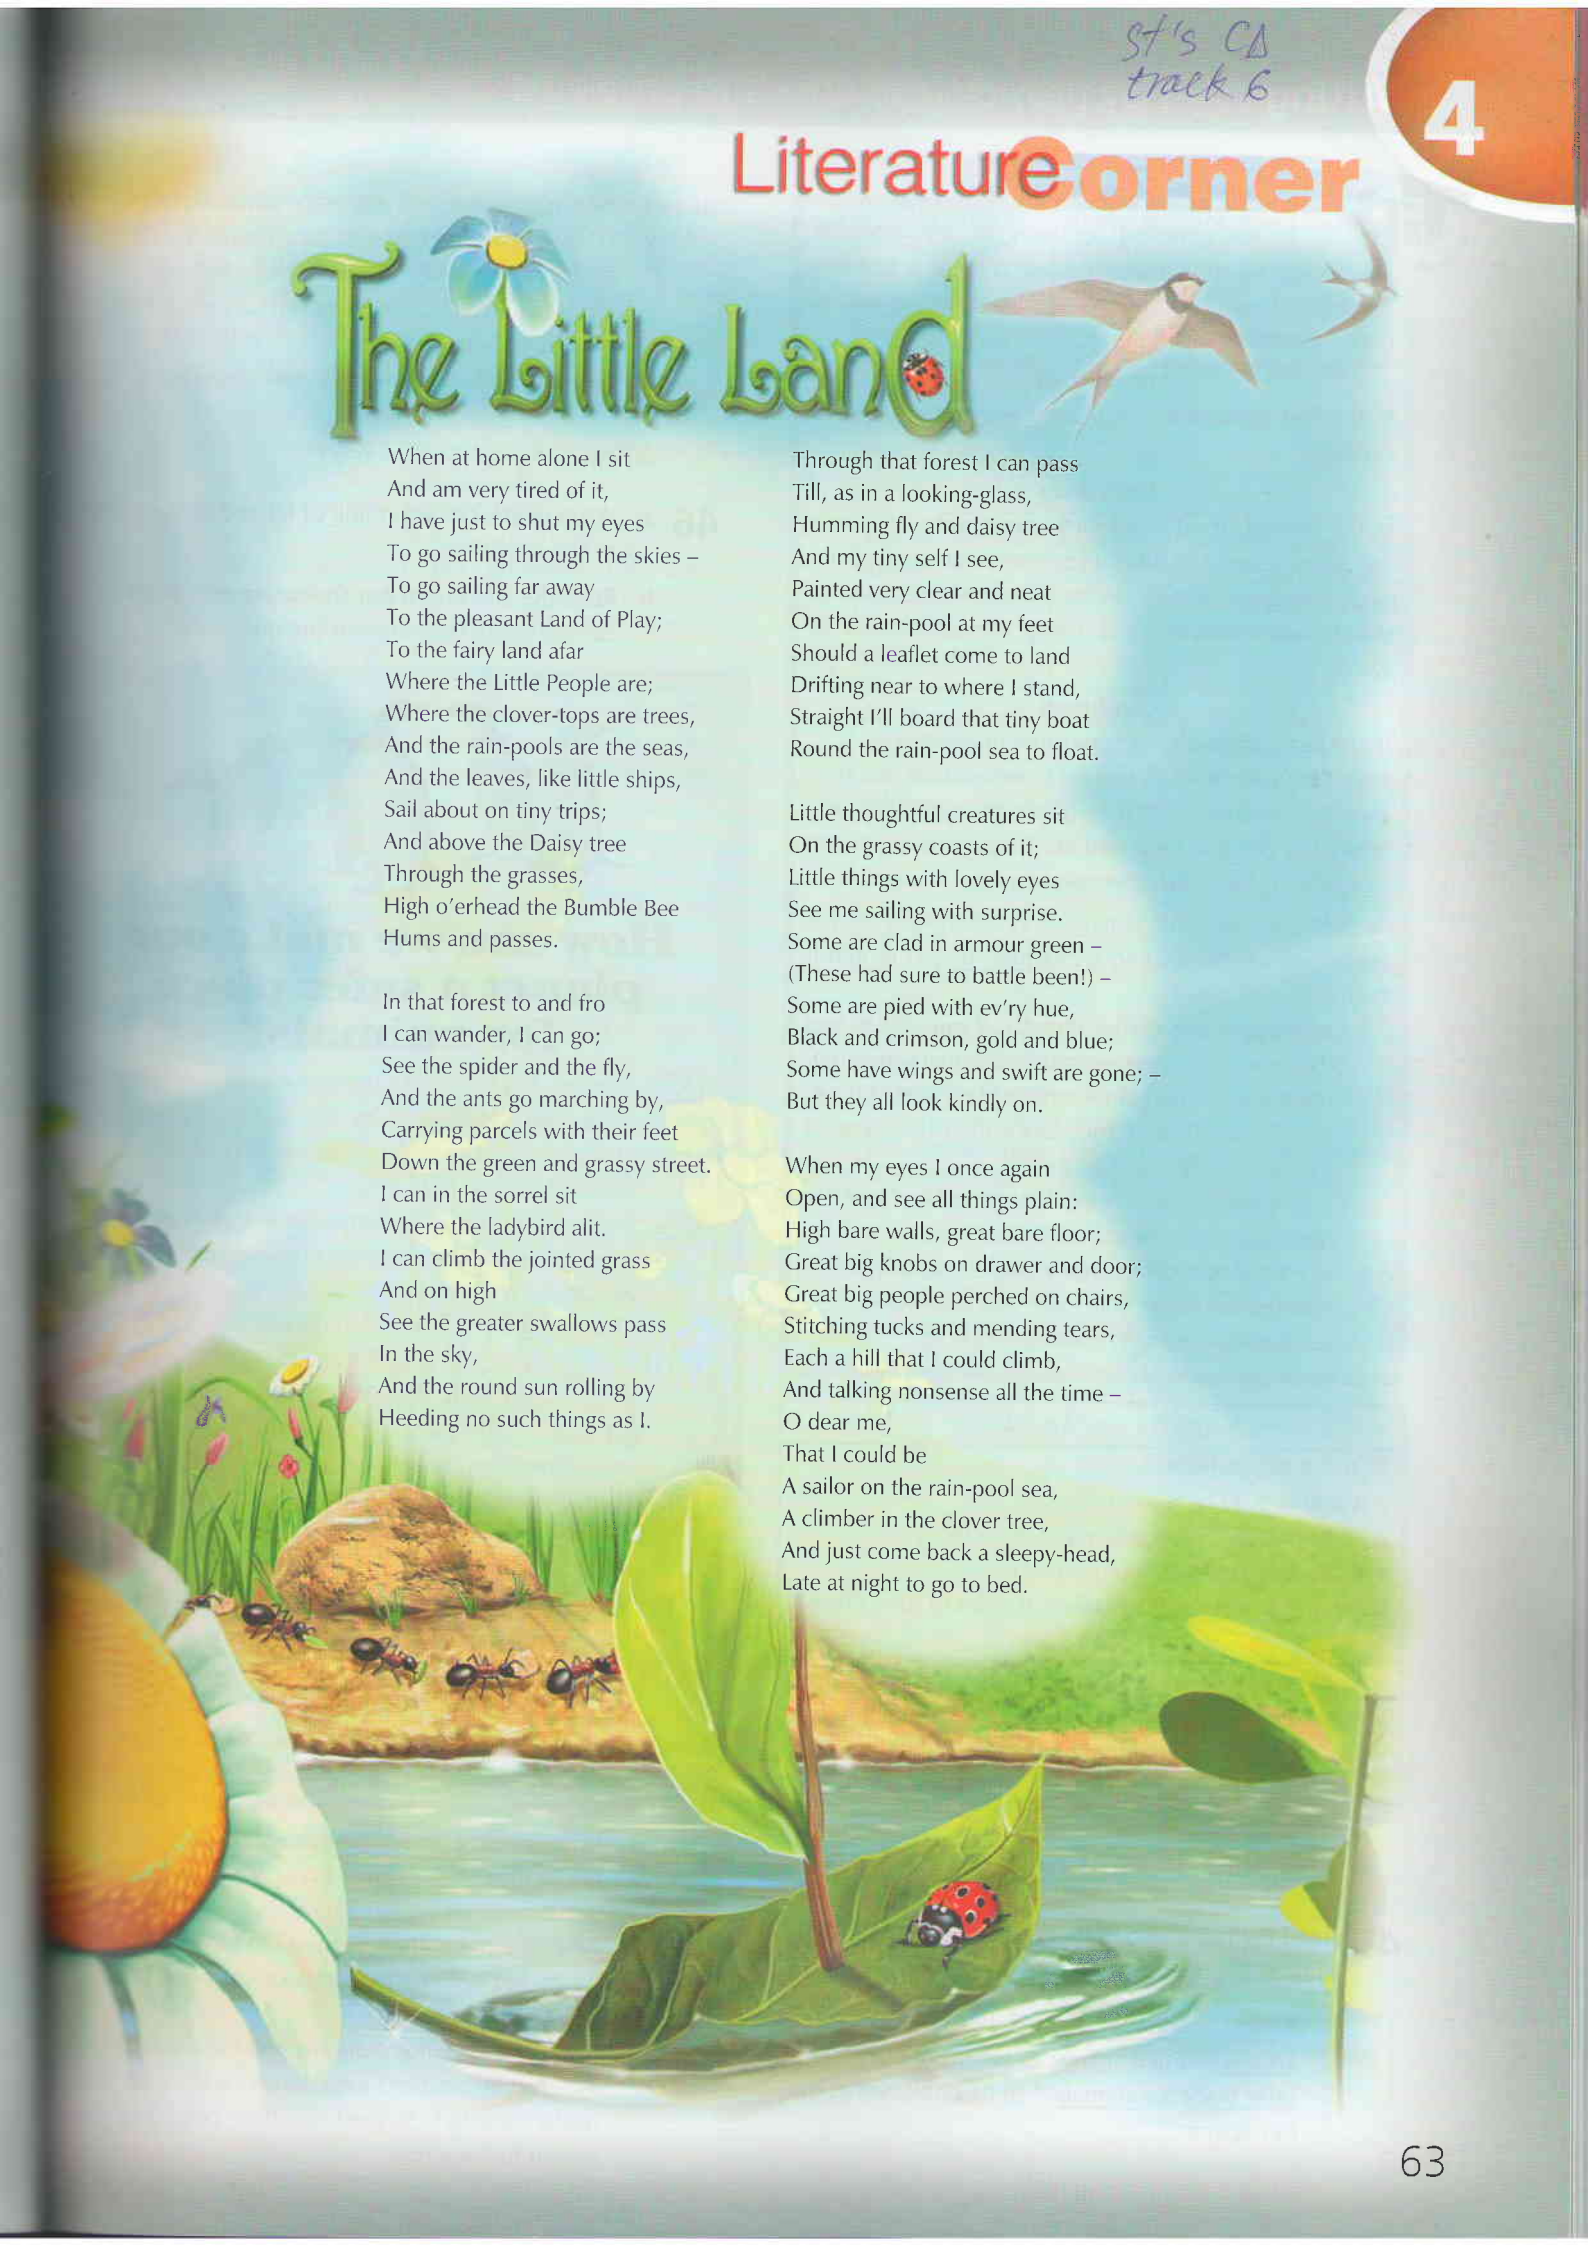 st's CD
track 6
4
Literature Corner
The Little Land
When at home alone I sit
And am very tired of it,
I have just to shut my eyes
To go sailing through the skies –
To go sailing far away
To the pleasant Land of Play;
To the fairy land afar
Where the Little People are;
Where the clover-tops are trees,
And the rain-pools are the seas,
And the leaves, like little ships,
Sail about on tiny trips;
And above the Daisy tree
Through the grasses,
High o'erhead the Bumble Bee
Hums and passes.

In that forest to and fro
I can wander, I can go;
See the spider and the fly,
And the ants go marching by,
Carrying parcels with their feet
Down the green and grassy street.
I can in the sorrel sit
Where the ladybird alit.
I can climb the jointed grass
And on high
See the greater swallows pass
In the sky,
And the round sun rolling by
Heeding no such things as I.

Through that forest I can pass
Till, as in a looking-glass,
Humming fly and daisy tree
And my tiny self I see,
Painted very clear and neat
On the rain-pool at my feet
Should a leaflet come to land
Drifting near to where I stand,
Straight I'll board that tiny boat
Round the rain-pool sea to float.

Little thoughtful creatures sit
On the grassy coasts of it;
Little things with lovely eyes
See me sailing with surprise.
Some are clad in armour green –
(These had sure to battle been!) –
Some are pied with ev'ry hue,
Black and crimson, gold and blue;
Some have wings and swift are gone; –
But they all look kindly on.

When my eyes I once again
Open, and see all things plain:
High bare walls, great bare floor;
Great big knobs on drawer and door;
Great big people perched on chairs,
Stitching tucks and mending tears,
Each a hill that I could climb,
And talking nonsense all the time –
O dear me,
That I could be
A sailor on the rain-pool sea,
A climber in the clover tree,
And just come back a sleepy-head,
Late at night to go to bed.
63